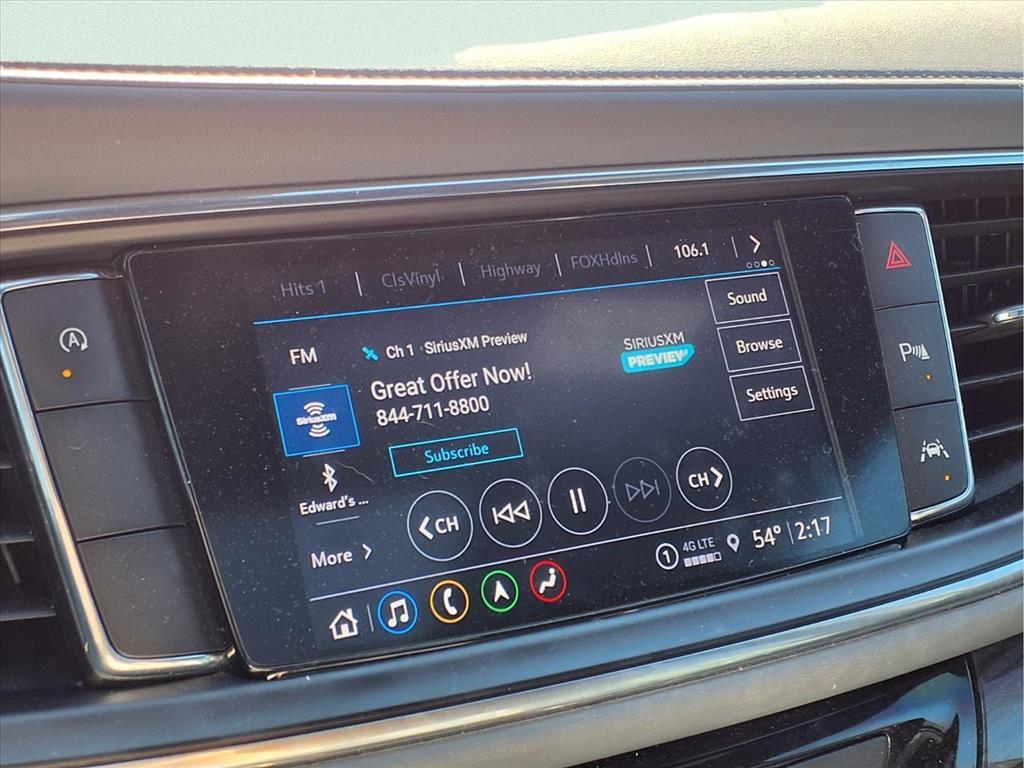 Hits 1 ClsVinyl Highway FOXHdlns 106.1
FM
Ch 1 · SiriusXM Preview
SIRIUSXM
PREVIEW
Sound
Great Offer Now!
844-711-8800
Browse
SiriusXM
Settings
Subscribe
Edward's ...
CH
CH
More
1 4G LTE 54° 2:17
A
P